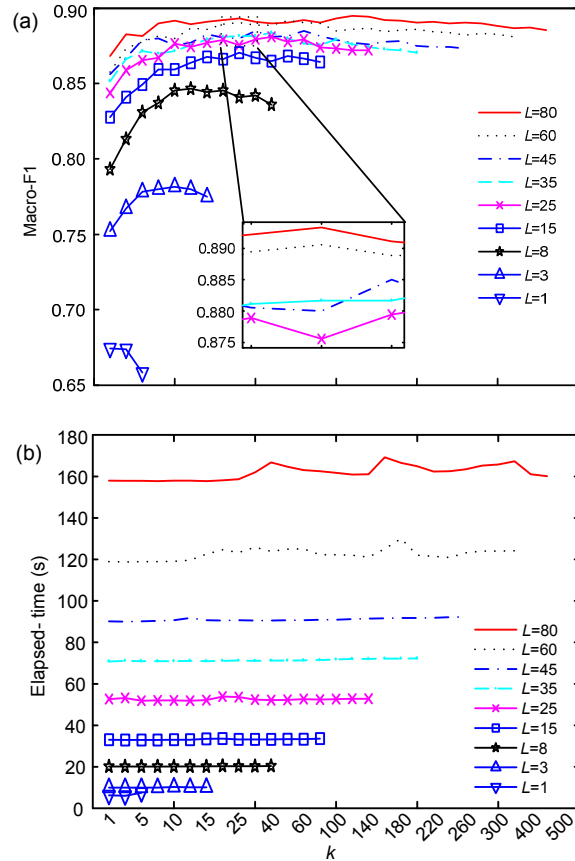 (a)
0.90
0.85
0.80
0.75
0.70
0.65
Macro-F1
L=80
L=60
L=45
L=35
L=25
L=15
L=8
L=3
L=1
0.890
0.885
0.880
0.875
(b)
180
160
140
120
100
80
60
40
20
0
Elapsed- time (s)
L=80
L=60
L=45
L=35
L=25
L=15
L=8
L=3
L=1
1 5 10 15 25 40 60 100 140 180 220 260 300 400 500
k